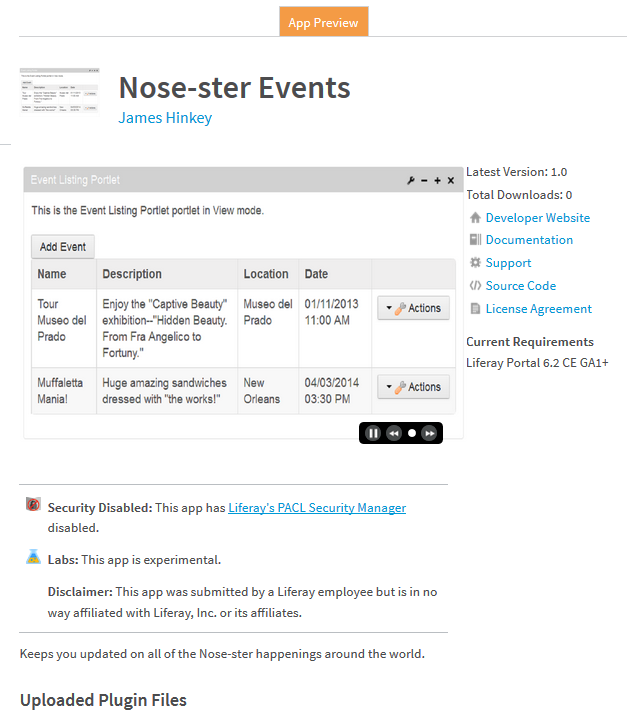 App Preview
Nose-ster Events
James Hinkey
Event Listing Portlet
This is the Event Listing Portlet portlet in View mode.
Add Event
Name Description Location Date
Tour Museo del Prado Enjoy the "Captive Beauty" exhibition--"Hidden Beauty. From Fra Angelico to Fortuny." Museo del Prado 01/11/2013 11:00 AM Actions
Muffaletta Mania! Huge amazing sandwiches dressed with "the works!" New Orleans 04/03/2014 03:30 PM Actions
Latest Version: 1.0
Total Downloads: 0
Developer Website
Documentation
Support
Source Code
License Agreement
Current Requirements
Liferay Portal 6.2 CE GA1+
Security Disabled: This app has Liferay's PACL Security Manager
disabled.
Labs: This app is experimental.
Disclaimer: This app was submitted by a Liferay employee but is in no
way affiliated with Liferay, Inc. or its affiliates.
Keeps you updated on all of the Nose-ster happenings around the world.
Uploaded Plugin Files